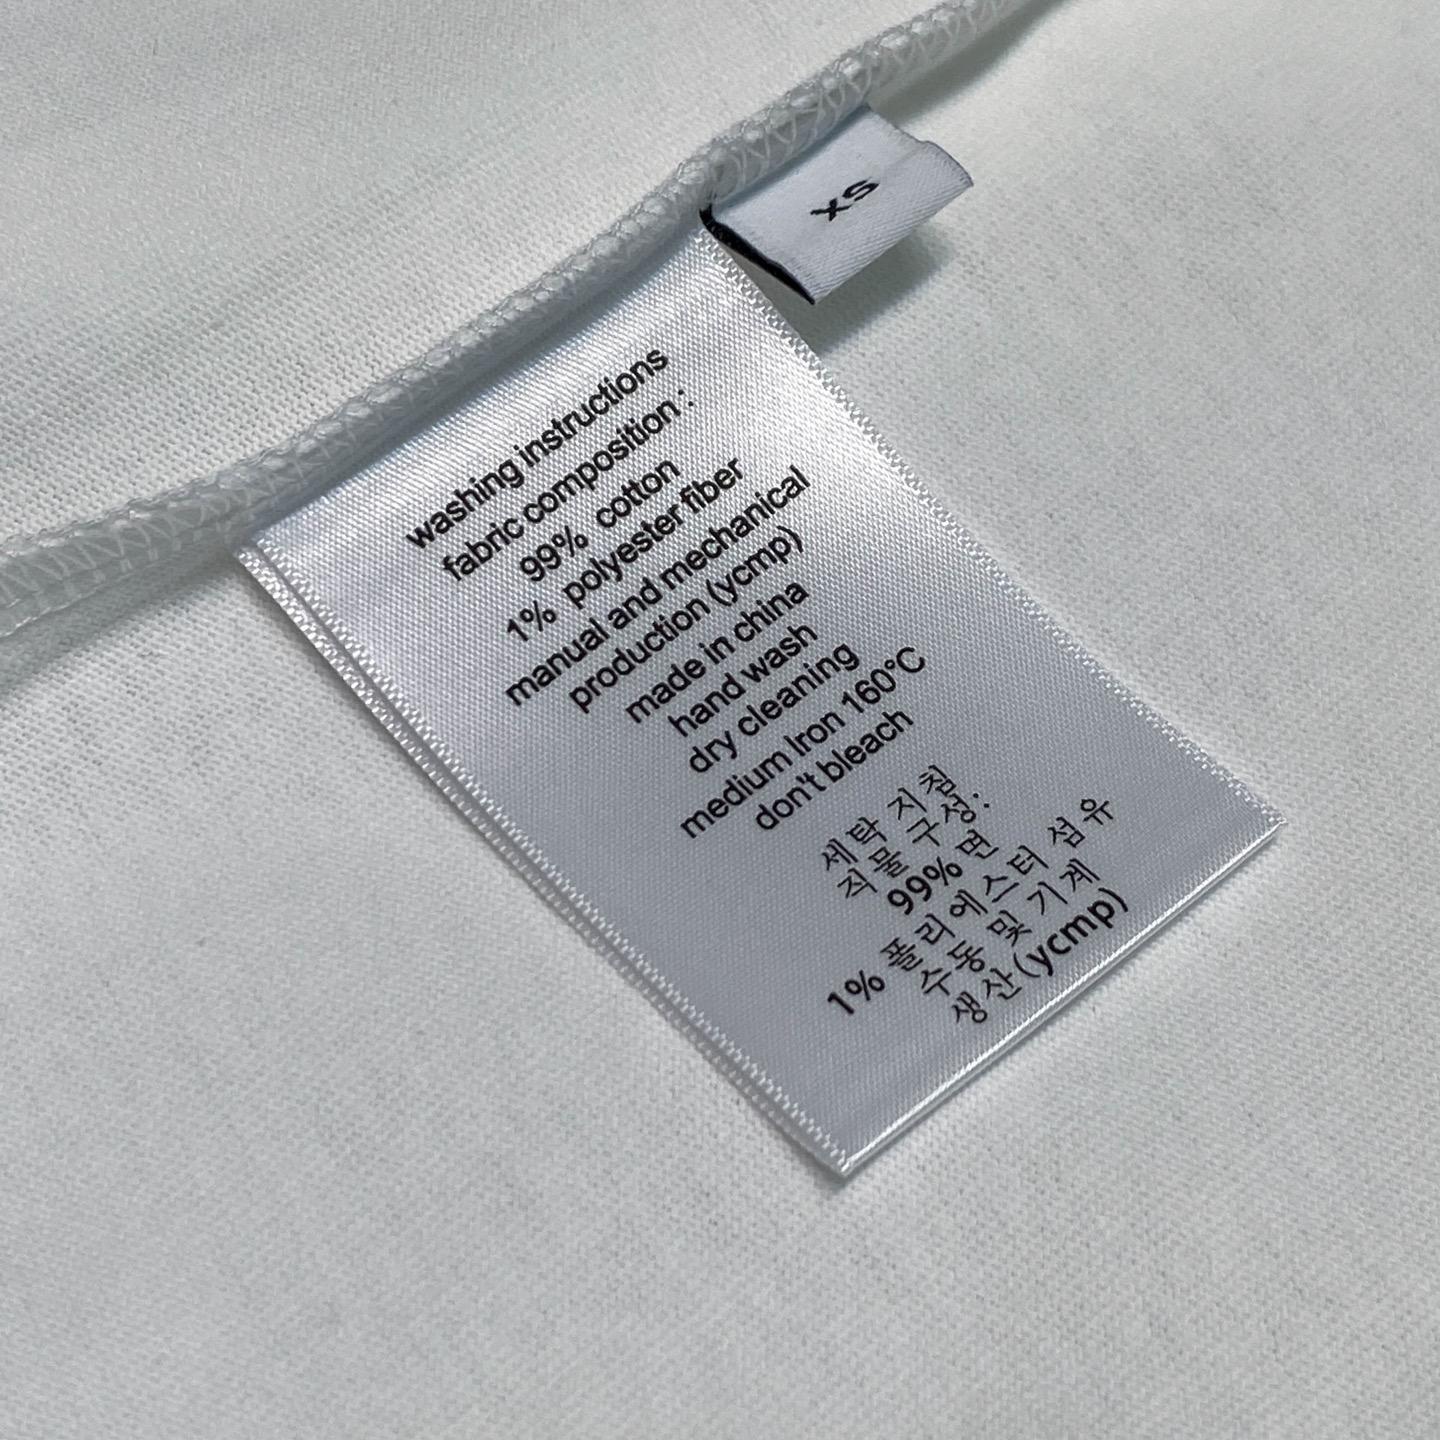 XS
washing instructions
fabric composition :
99% cotton
1% polyester fiber
manual and mechanical
production (ycmp)
made in china
hand wash
dry cleaning
medium Iron 160°C
don't bleach
세탁 지침
직물 구성:
99% 면
1% 폴리에스터 섬유
수동 및 기계
생산(ycmp)